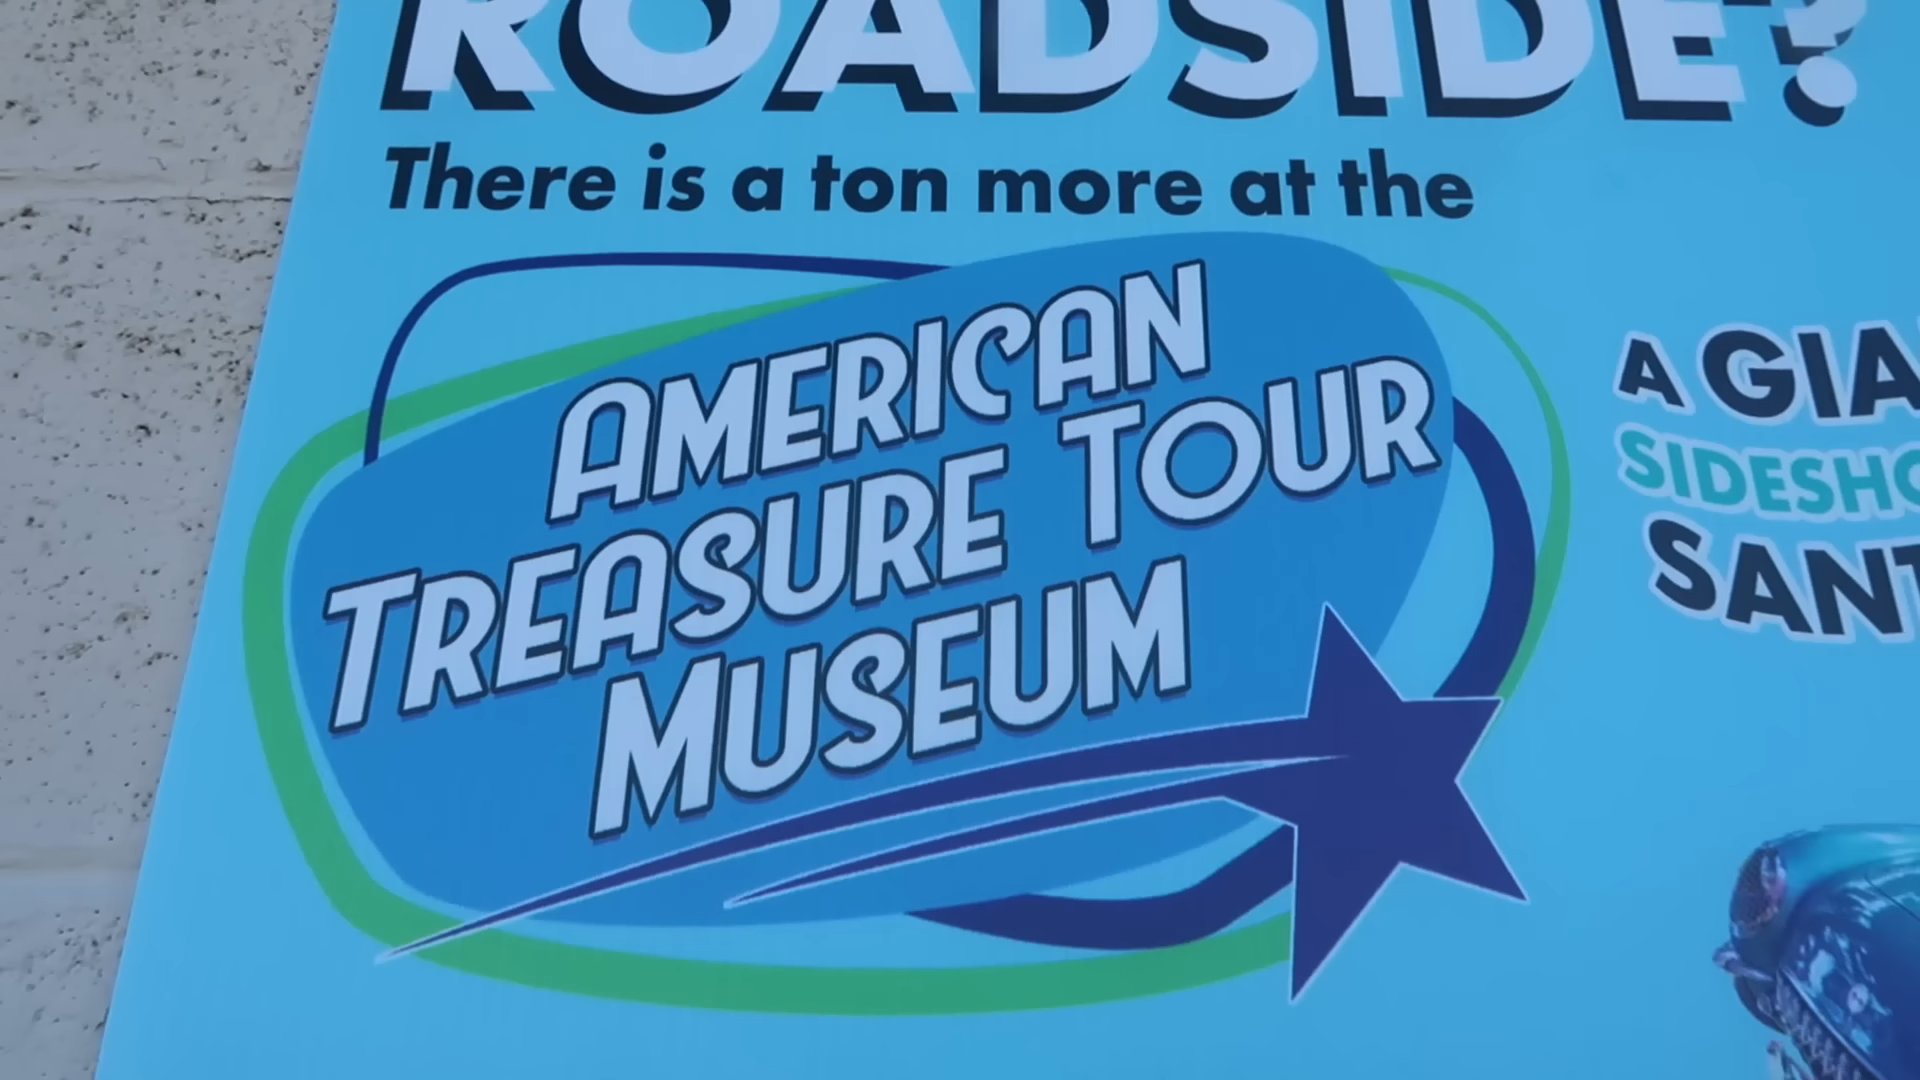 ROADSIDE?
There is a ton more at the
AMERICAN
TREASURE TOUR
MUSEUM
A